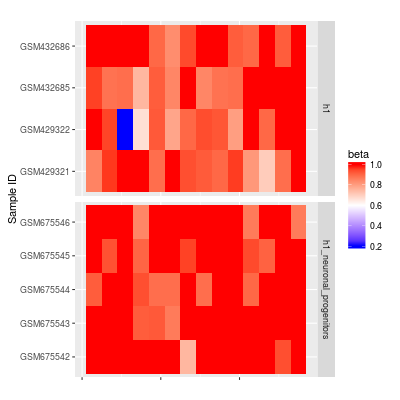 GSM432686
GSM432685
GSM429322
GSM429321
h1
GSM675546
GSM675545
GSM675544
GSM675543
GSM675542
h1_neuronal_progenitors
Sample ID
beta
1.0
0.8
0.6
0.4
0.2